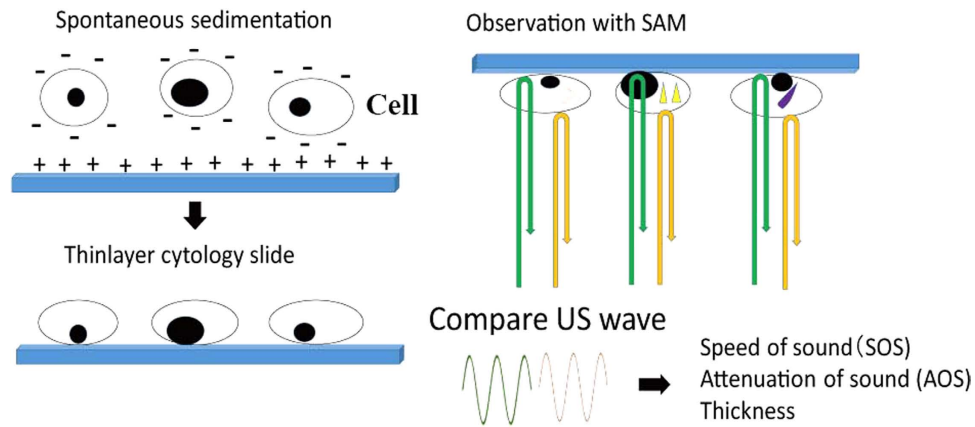 Spontaneous sedimentation
Cell
+ + + + + + + + + + + + +
Thinlayer cytology slide
Observation with SAM
Compare US wave
Speed of sound (SOS)
Attenuation of sound (AOS)
Thickness